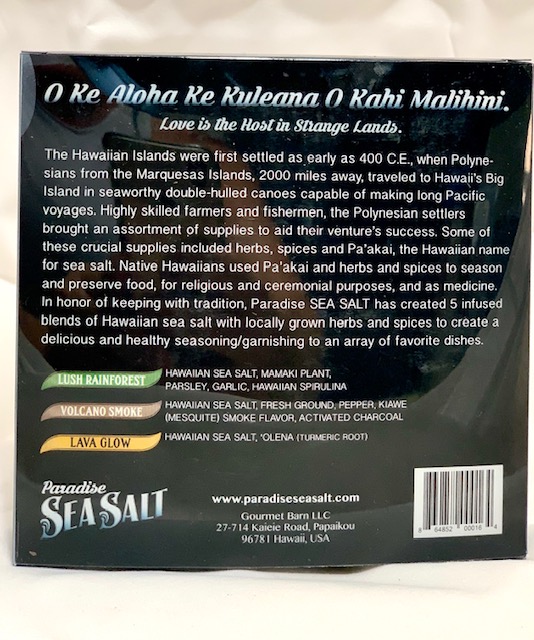 O Ke Aloha Ke Kuleana O Kahi Malihini.
Love is the Host in Strange Lands.
The Hawaiian Islands were first settled as early as 400 C.E., when Polyne-
sians from the Marquesas Islands, 2000 miles away, traveled to Hawaii's Big
Island in seaworthy double-hulled canoes capable of making long Pacific
voyages. Highly skilled farmers and fishermen, the Polynesian settlers
brought an assortment of supplies to aid their venture's success. Some of
these crucial supplies included herbs, spices and Pa'akai, the Hawaiian name
for sea salt. Native Hawaiians used Pa'akai and herbs and spices to season
and preserve food, for religious and ceremonial purposes, and as medicine.
In honor of keeping with tradition, Paradise SEA SALT has created 5 infused
blends of Hawaiian sea salt with locally grown herbs and spices to create a
delicious and healthy seasoning/garnishing to an array of favorite dishes.
LUSH RAINFOREST HAWAIIAN SEA SALT, MAMAKI PLANT,
PARSLEY, GARLIC, HAWAIIAN SPIRULINA
VOLCANO SMOKE HAWAIIAN SEA SALT, FRESH GROUND, PEPPER, KIAWE
(MESQUITE) SMOKE FLAVOR, ACTIVATED CHARCOAL
LAVA GLOW HAWAIIAN SEA SALT, 'OLENA (TURMERIC ROOT)
Paradise
SEA SALT
www.paradiseseasalt.com
Gourmet Barn LLC
27-714 Kaieie Road, Papaikou
96781 Hawaii, USA
8 64852 00016 4